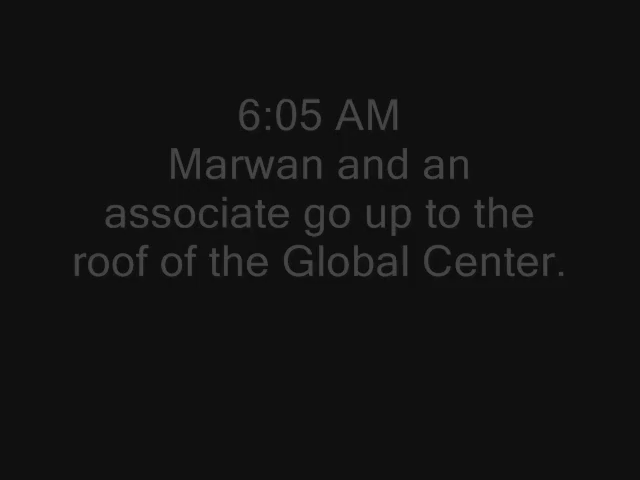 6:05 AM
Marwan and an
associate go up to the
roof of the Global Center.